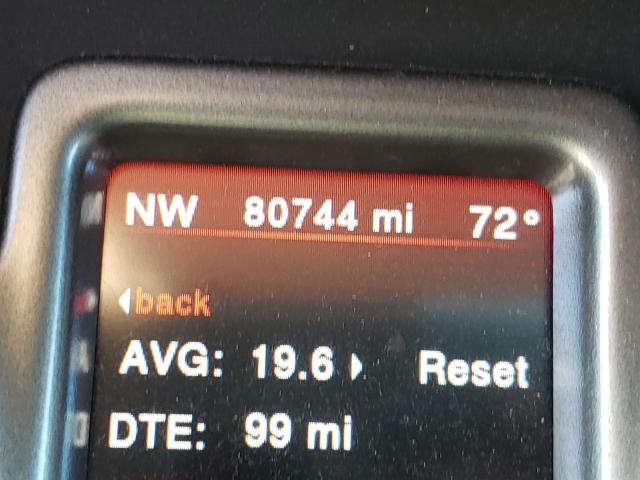 NW 80744 mi 72°
back
AVG: 19.6 Reset
DTE: 99 mi